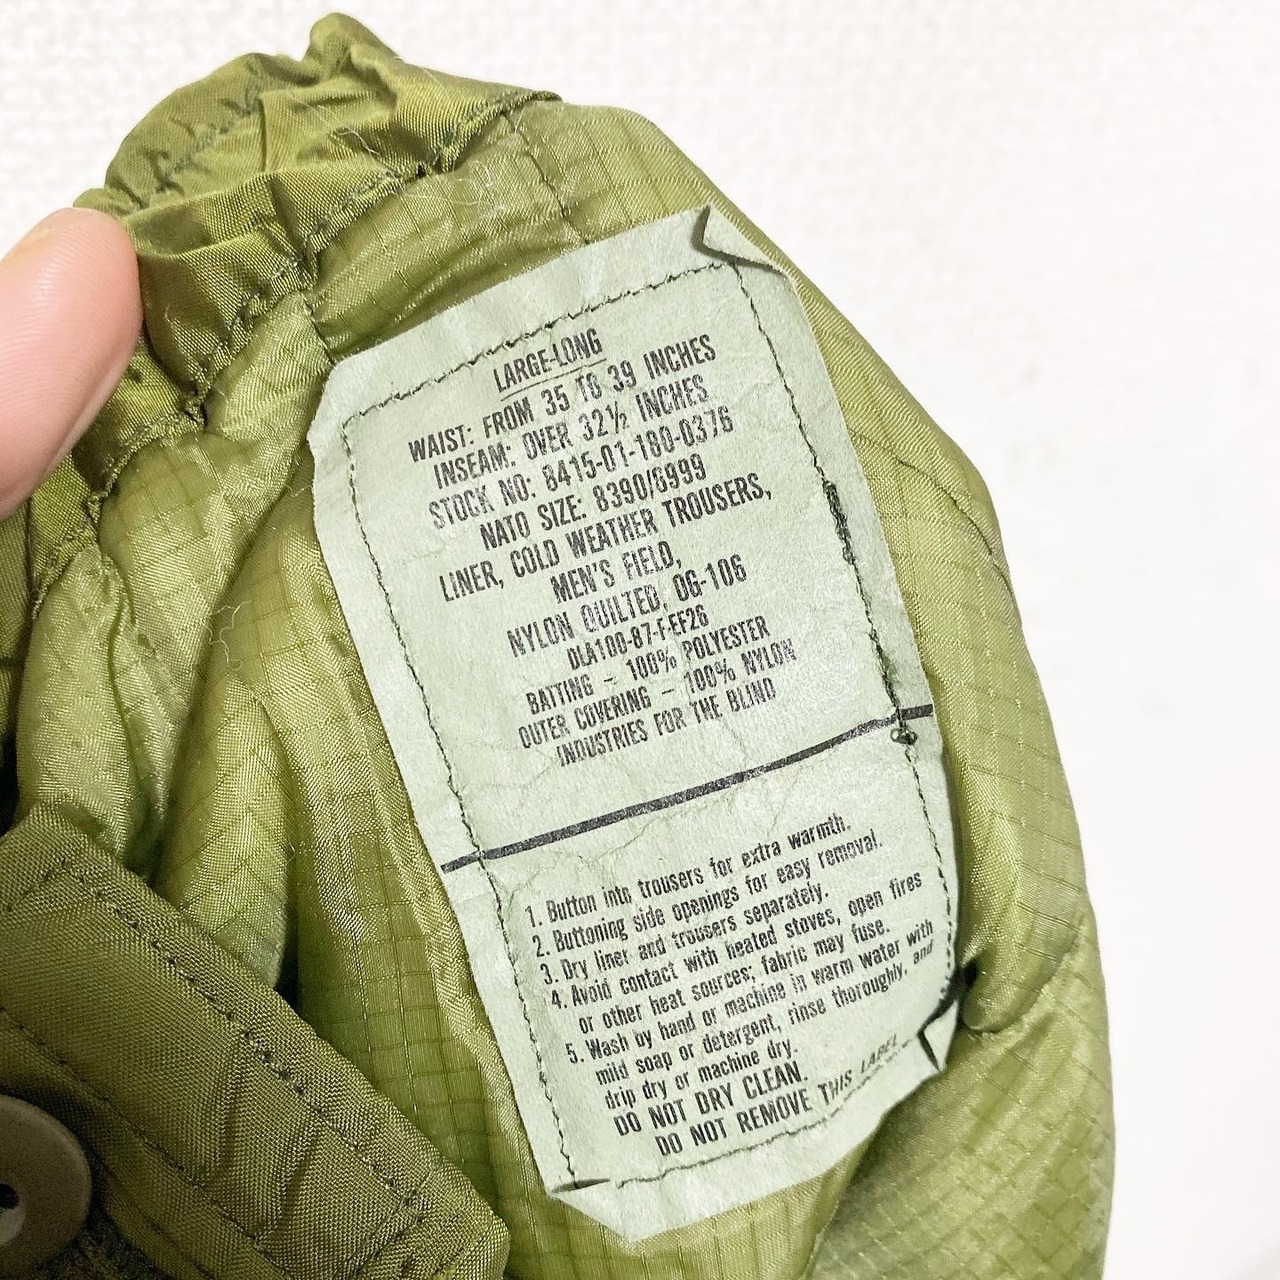 LARGE-LONG
WAIST: FROM 35 TO 39 INCHES
INSEAM: OVER 32½ INCHES
STOCK NO: 8415-01-180-0376
NATO SIZE: 8390/8999
LINER, COLD WEATHER TROUSERS,
MEN'S FIELD,
NYLON QUILTED, OG-106
DLA100-87-F-EF26
BATTING – 100% POLYESTER
OUTER COVERING – 100% NYLON
INDUSTRIES FOR THE BLIND
1. Button into trousers for extra warmth.
2. Buttoning side openings for easy removal.
3. Dry liner and trousers separately.
4. Avoid contact with heated stoves, open fires
or other heat sources; fabric may fuse.
5. Wash by hand or machine in warm water with
mild soap or detergent, rinse thoroughly, and
drip dry or machine dry.
DO NOT DRY CLEAN.
DO NOT REMOVE THIS LABEL